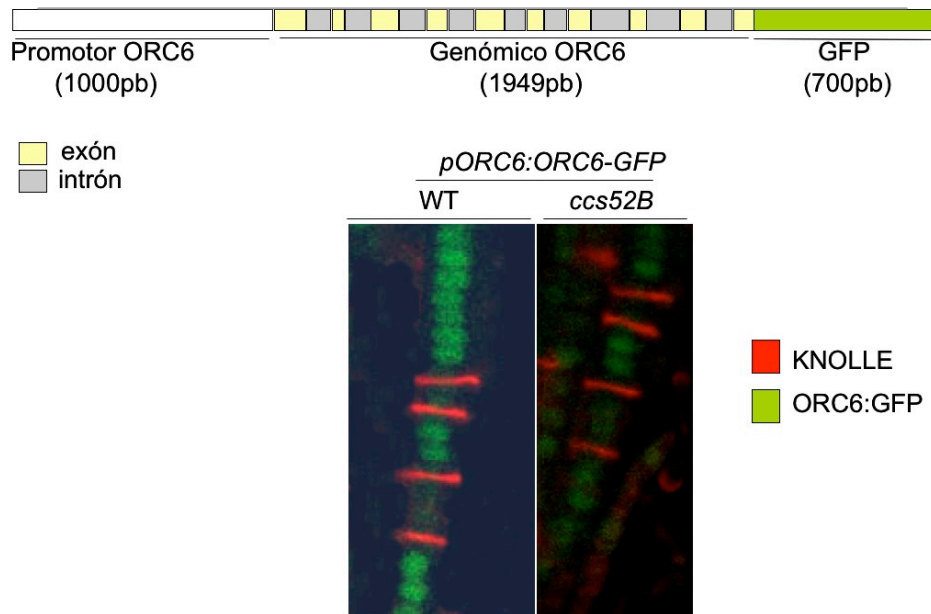 Promotor ORC6
(1000pb)
Genómico ORC6
(1949pb)
GFP
(700pb)
exón
intrón
pORC6:ORC6-GFP
WT
ccs52B
KNOLLE
ORC6:GFP